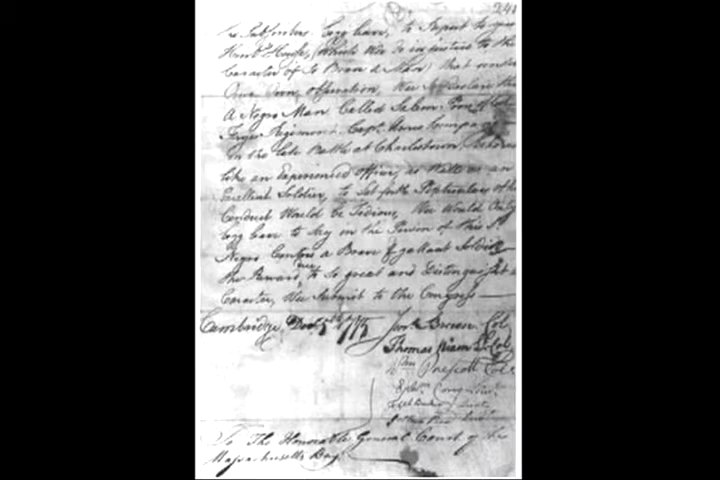 241
The Subscribers begg leave, to Report to your
Honble House, (which wee do in justice to the
Caracter of So Brave a Man) that under
Our Own observation, Wee declare that
A Negro Man Called Salem Poor of Col
Fryes Regiment. Capt. Ames Company
in the late Battle at Charlestown, behaved
like an Experienced officer, as Well as an
Excellent Soldier, to Set forth Perticulars of his
Conduct Would be Tedious, Wee Would Only
begg leave to Say in the Person of this Sd.
Negro Centers a Brave & gallant Soldier
the Reward due to so great and Distinguisht a
Caracter, Wee Submit to the Congress
Cambridge, Decr. 5th 1775 Jona. Brewer Col
Thomas Nixon Lt Col
Wm Prescott Colo

To The Honorable General Court of the
Massachusetts Bay